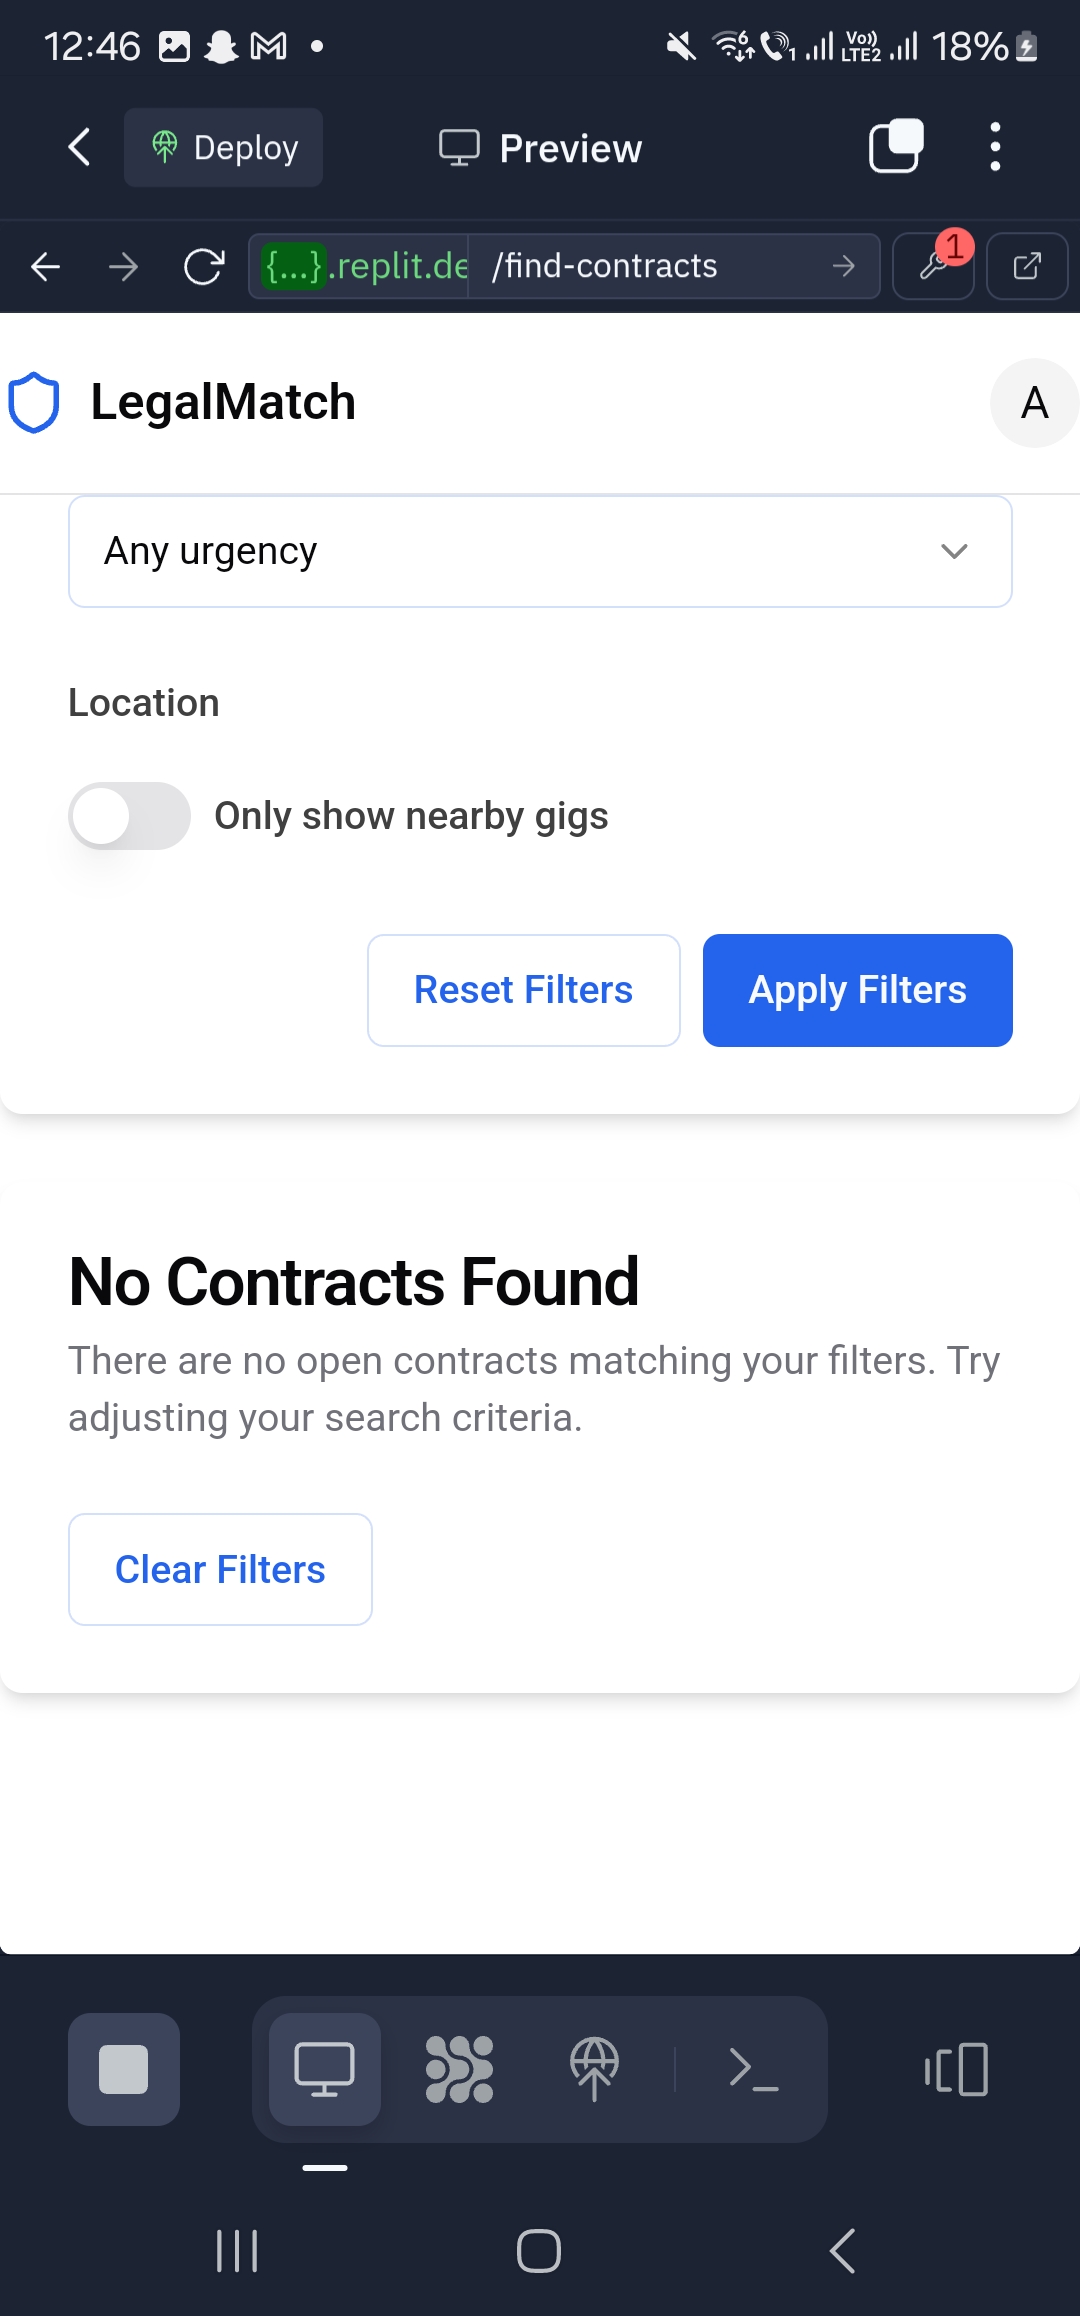 12:46
6 1 Vo)) LTE2 18%
Deploy
Preview
{...}.replit.de
/find-contracts
1
LegalMatch
A
Any urgency
Location
Only show nearby gigs
Reset Filters
Apply Filters
No Contracts Found
There are no open contracts matching your filters. Try
adjusting your search criteria.
Clear Filters